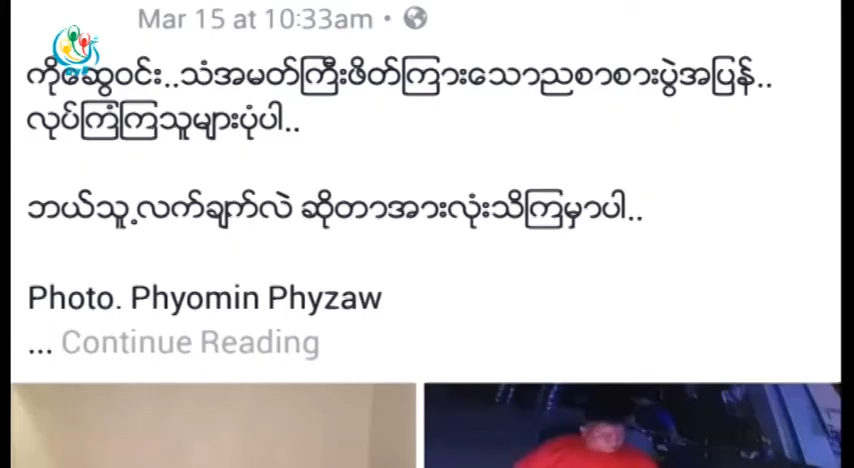 Mar 15 at 10:33am •
ကိုဆွေဝင်း..သံအမတ်ကြီးဖိတ်ကြားသောညစာစားပွဲအပြန်..
လုပ်ကြံကြသူများပုံပါ..
ဘယ်သူ့လက်ချက်လဲ ဆိုတာအားလုံးသိကြမှာပါ..
Photo. Phyomin Phyzaw
... Continue Reading